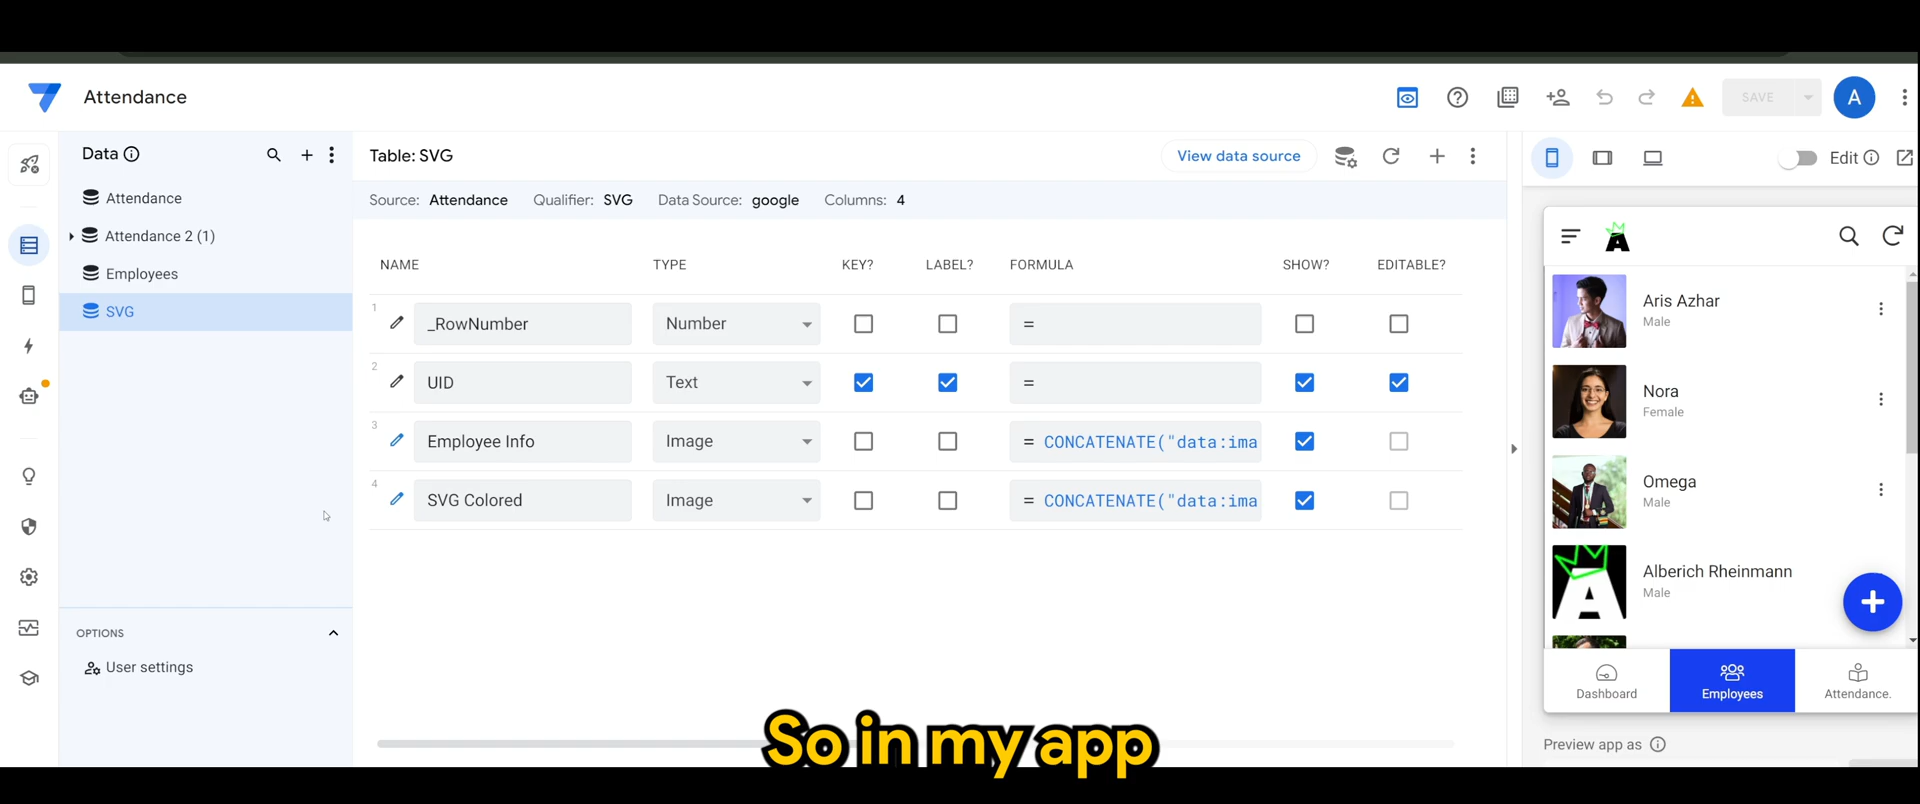 Attendance
SAVE
A
Data
Attendance
Attendance 2 (1)
Employees
SVG
OPTIONS
User settings
Table: SVG
View data source
Source: Attendance Qualifier: SVG Data Source: google Columns: 4
NAME TYPE KEY? LABEL? FORMULA SHOW? EDITABLE?
1 _RowNumber Number =
2 UID Text =
3 Employee Info Image = CONCATENATE("data:ima
4 SVG Colored Image = CONCATENATE("data:ima
Edit
A
Aris Azhar
Male
Nora
Female
Omega
Male
A
Alberich Rheinmann
Male
Dashboard
Employees
Attendance.
Preview app as
So in my app